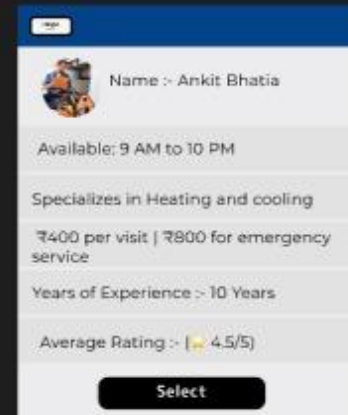 Name :- Ankit Bhatia
Available: 9 AM to 10 PM
Specializes in Heating and cooling
₹400 per visit | ₹800 for emergency
service
Years of Experience :- 10 Years
Average Rating :- (⭐ 4.5/5)
Select